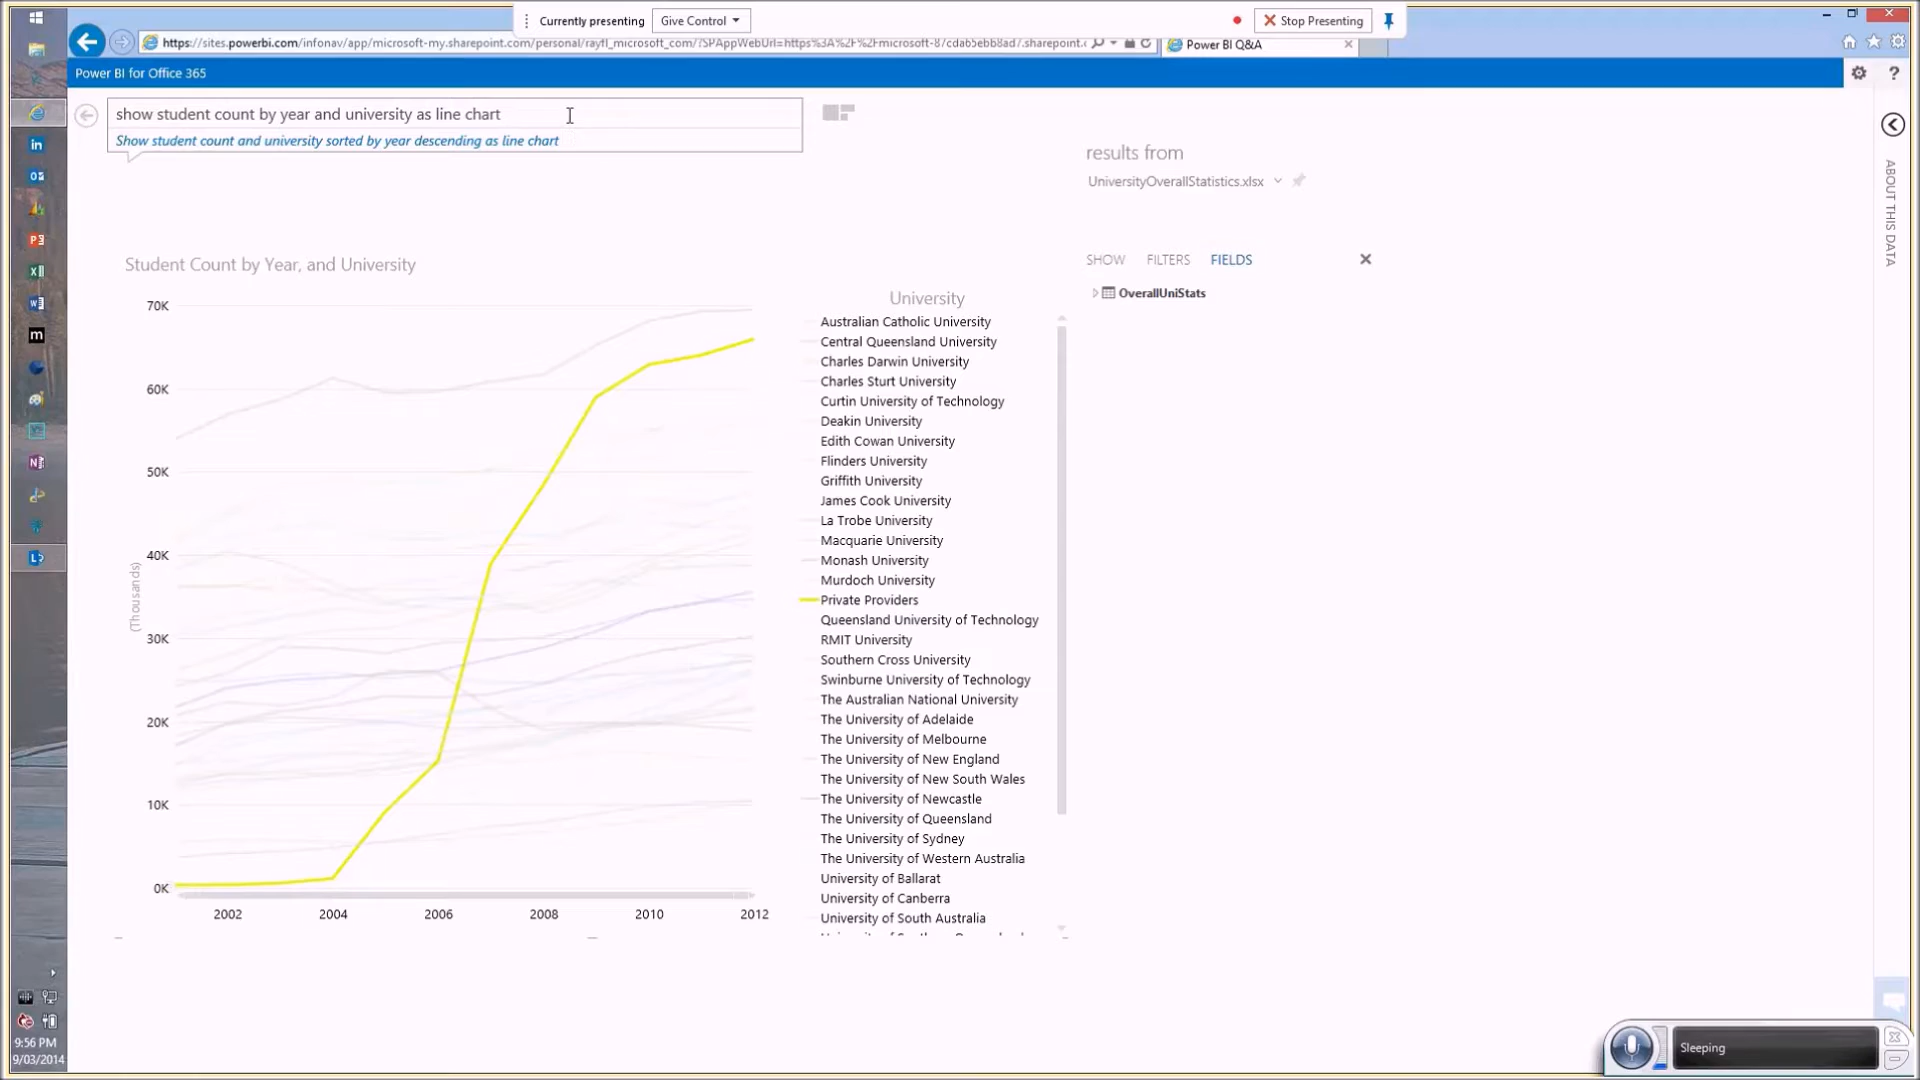 Currently presenting
Give Control
Stop Presenting
https://sites.powerbi.com/infonav/app/microsoft-my.sharepoint.com/personal/rayfl_microsoft_com/?SPAppWebUrl=https%3A%2F%2Fmicrosoft-87cdab5ebb8ad7.sharepoint.c
Power BI Q&A
Power BI for Office 365
show student count by year and university as line chart
Show student count and university sorted by year descending as line chart
results from
UniversityOverallStatistics.xlsx
ABOUT THIS DATA
SHOW
FILTERS
FIELDS
OverallUniStats
Student Count by Year, and University
(Thousands)
70K
60K
50K
40K
30K
20K
10K
0K
2002
2004
2006
2008
2010
2012
University
Australian Catholic University
Central Queensland University
Charles Darwin University
Charles Sturt University
Curtin University of Technology
Deakin University
Edith Cowan University
Flinders University
Griffith University
James Cook University
La Trobe University
Macquarie University
Monash University
Murdoch University
Private Providers
Queensland University of Technology
RMIT University
Southern Cross University
Swinburne University of Technology
The Australian National University
The University of Adelaide
The University of Melbourne
The University of New England
The University of New South Wales
The University of Newcastle
The University of Queensland
The University of Sydney
The University of Western Australia
University of Ballarat
University of Canberra
University of South Australia
9:56 PM
9/03/2014
Sleeping